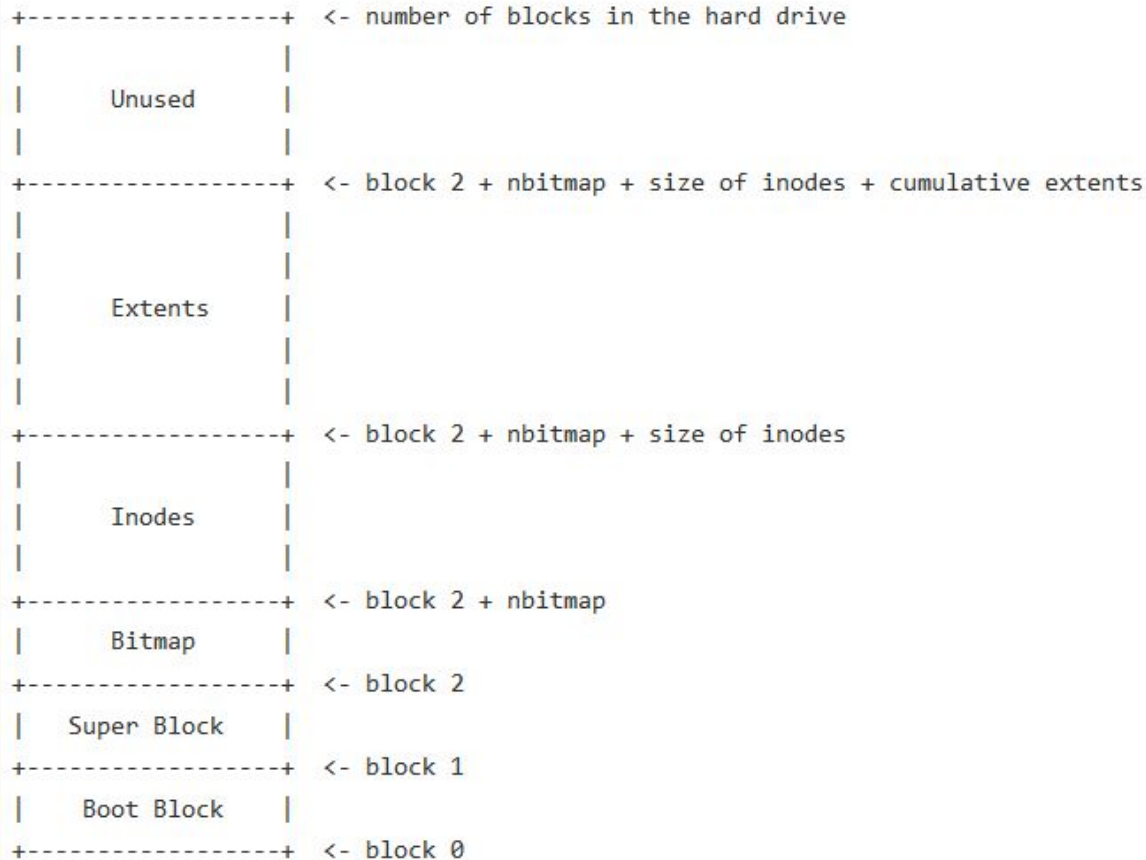 +-------------------+ <- number of blocks in the hard drive
|                   |
|      Unused       |
|                   |
+-------------------+ <- block 2 + nbitmap + size of inodes + cumulative extents
|                   |
|                   |
|      Extents      |
|                   |
|                   |
+-------------------+ <- block 2 + nbitmap + size of inodes
|                   |
|      Inodes       |
|                   |
+-------------------+ <- block 2 + nbitmap
|      Bitmap       |
+-------------------+ <- block 2
|   Super Block     |
+-------------------+ <- block 1
|    Boot Block     |
+-------------------+ <- block 0